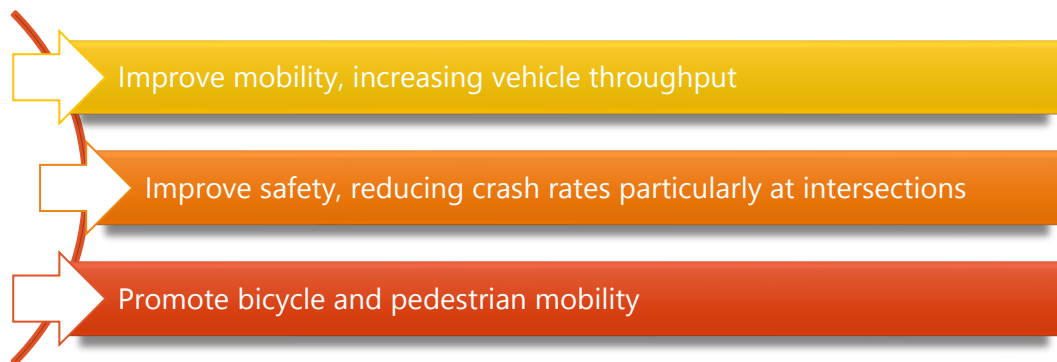 Improve mobility, increasing vehicle throughput
Improve safety, reducing crash rates particularly at intersections
Promote bicycle and pedestrian mobility